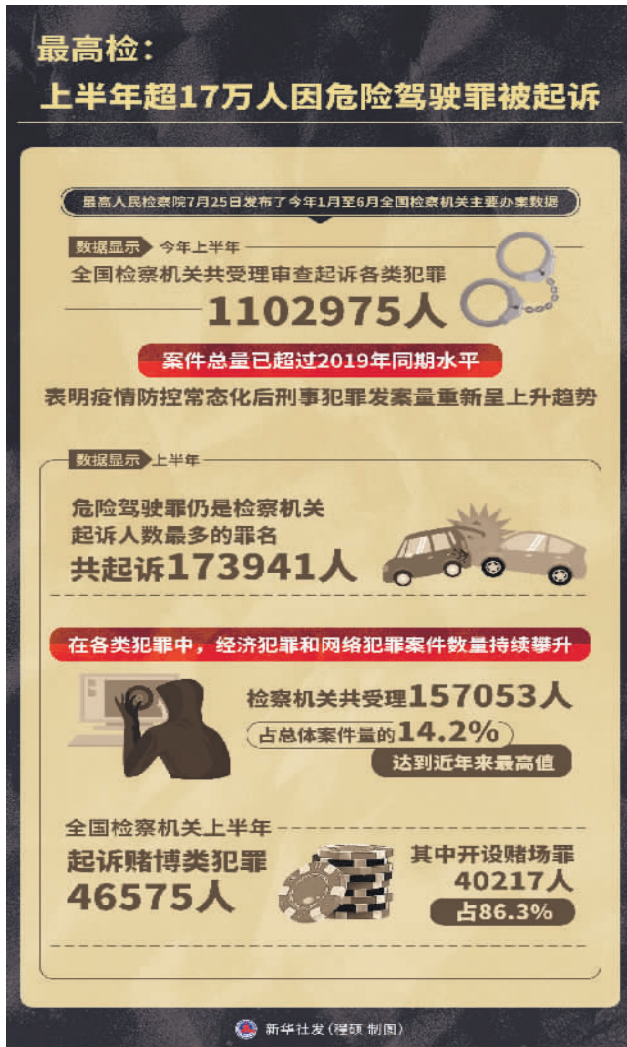 最高检：
上半年超17万人因危险驾驶罪被起诉
最高人民检察院7月25日发布了今年1月至6月全国检察机关主要办案数据
数据显示 今年上半年
全国检察机关共受理审查起诉各类犯罪
1102975人
案件总量已超过2019年同期水平
表明疫情防控常态化后刑事犯罪发案量重新呈上升趋势
数据显示 上半年
危险驾驶罪仍是检察机关
起诉人数最多的罪名
共起诉173941人
在各类犯罪中，经济犯罪和网络犯罪案件数量持续攀升
检察机关共受理157053人
占总体案件量的14.2%
达到近年来最高值
全国检察机关上半年
起诉赌博类犯罪
46575人
其中开设赌场罪
40217人
占86.3%
新华社发（程硕 制图）